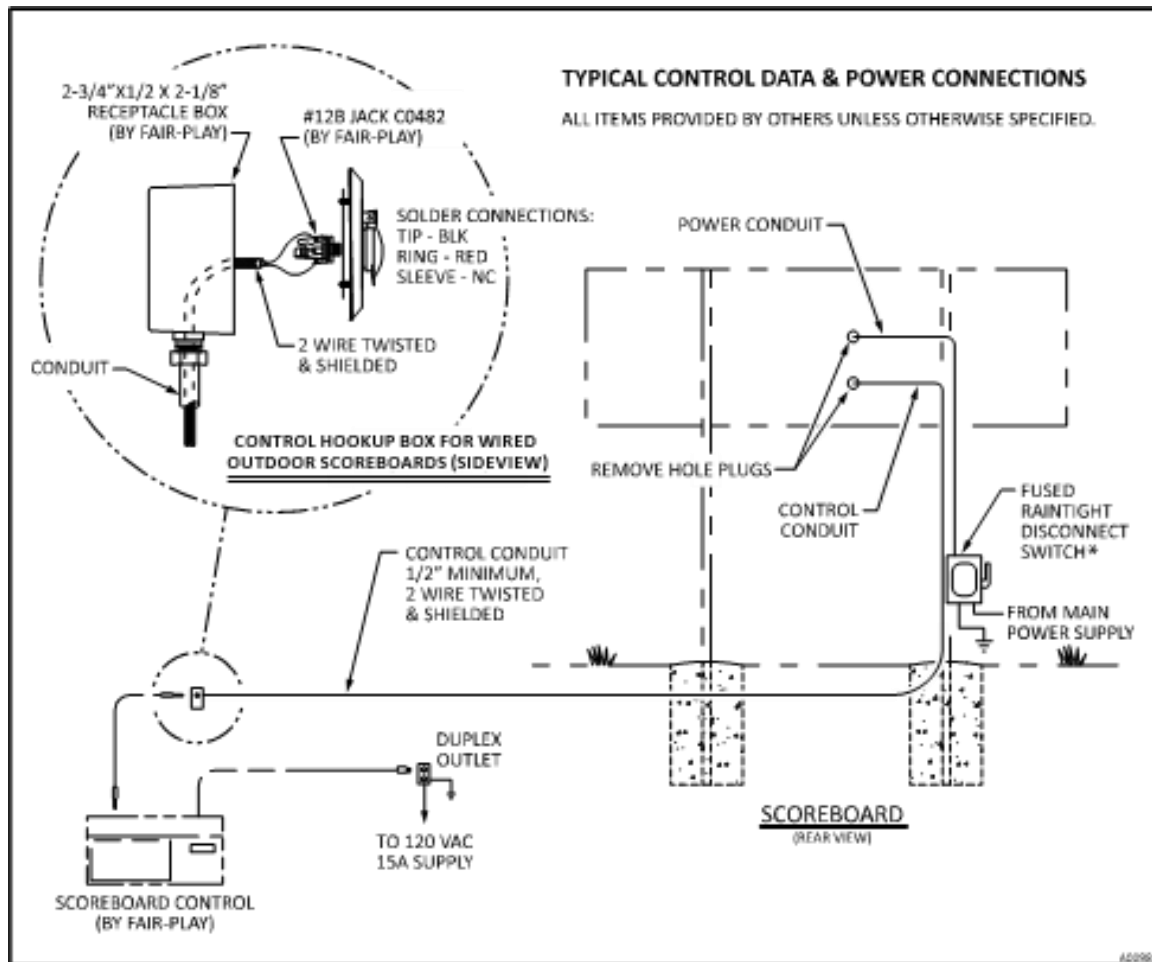 TYPICAL CONTROL DATA & POWER CONNECTIONS
ALL ITEMS PROVIDED BY OTHERS UNLESS OTHERWISE SPECIFIED.
2-3/4"X1/2 X 2-1/8"
RECEPTACLE BOX
(BY FAIR-PLAY)
#12B JACK C0482
(BY FAIR-PLAY)
SOLDER CONNECTIONS:
TIP - BLK
RING - RED
SLEEVE - NC
2 WIRE TWISTED
& SHIELDED
CONDUIT
CONTROL HOOKUP BOX FOR WIRED
OUTDOOR SCOREBOARDS (SIDEVIEW)
POWER CONDUIT
REMOVE HOLE PLUGS
CONTROL
CONDUIT
FUSED
RAINTIGHT
DISCONNECT
SWITCH*
FROM MAIN
POWER SUPPLY
CONTROL CONDUIT
1/2" MINIMUM,
2 WIRE TWISTED
& SHIELDED
DUPLEX
OUTLET
TO 120 VAC
15A SUPPLY
SCOREBOARD CONTROL
(BY FAIR-PLAY)
SCOREBOARD
(REAR VIEW)